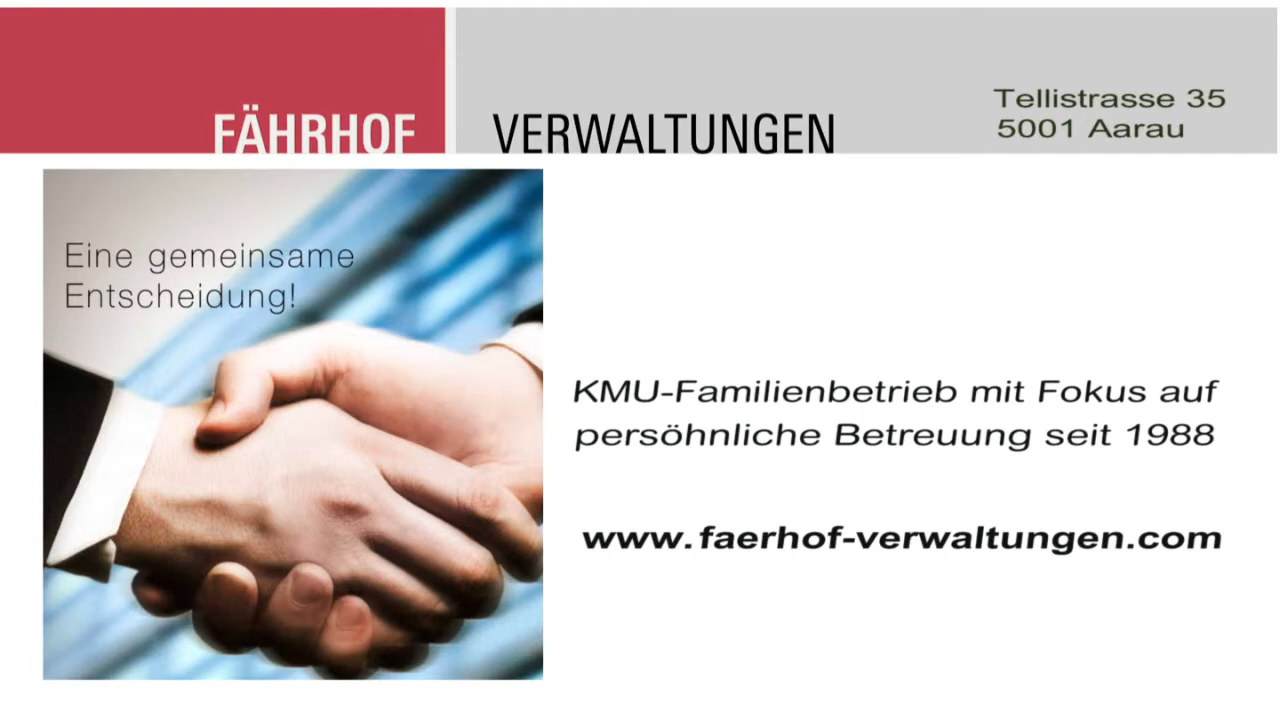 FÄHRHOF VERWALTUNGEN
Tellistrasse 35
5001 Aarau
Eine gemeinsame
Entscheidung!
KMU-Familienbetrieb mit Fokus auf
persöhnliche Betreuung seit 1988
www.faerhof-verwaltungen.com